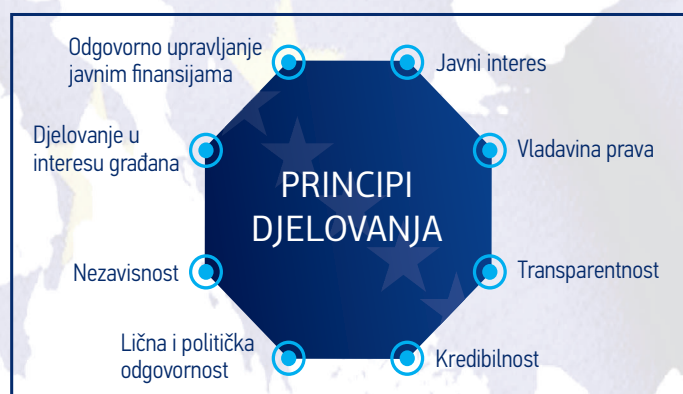 Odgovorno upravljanje
javnim finansijama
Javni interes
Djelovanje u
interesu građana
Vladavina prava
PRINCIPI
DJELOVANJA
Nezavisnost
Transparentnost
Lična i politička
odgovornost
Kredibilnost